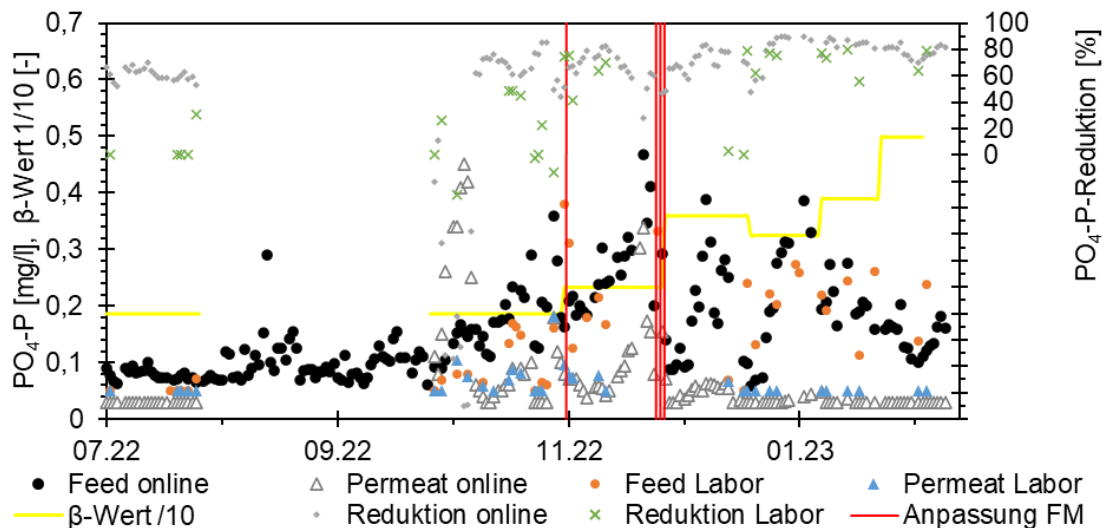 PO₄-P [mg/l], β-Wert 1/10 [-]
0,7
0,6
0,5
0,4
0,3
0,2
0,1
0
100
80
60
40
20
0
PO₄-P-Reduktion [%]
07.22 09.22 11.22 01.23
Feed online Permeat online Feed Labor Permeat Labor
β-Wert /10 Reduktion online Reduktion Labor Anpassung FM